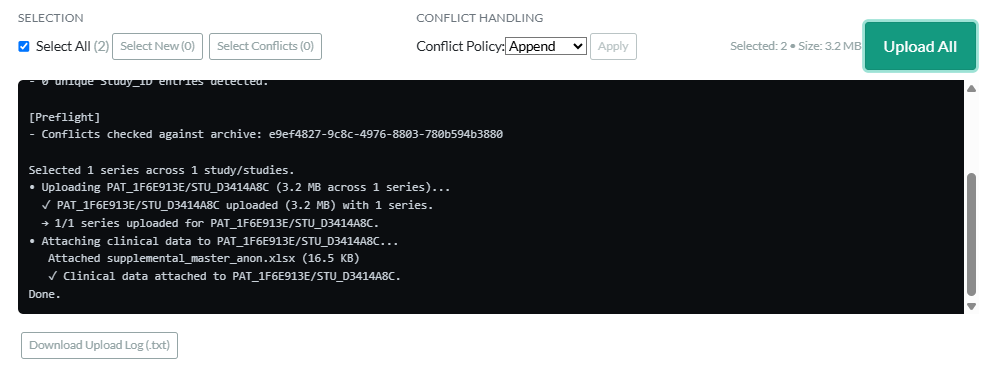 SELECTION
CONFLICT HANDLING
Select All (2) Select New (0) Select Conflicts (0)
Conflict Policy: Append Apply
Selected: 2 • Size: 3.2 MB
Upload All
- 0 unique Study_ID entries detected.
[Preflight]
- Conflicts checked against archive: e9ef4827-9c8c-4976-8803-780b594b3880
Selected 1 series across 1 study/studies.
• Uploading PAT_1F6E913E/STU_D3414A8C (3.2 MB across 1 series)...
✓ PAT_1F6E913E/STU_D3414A8C uploaded (3.2 MB) with 1 series.
→ 1/1 series uploaded for PAT_1F6E913E/STU_D3414A8C.
• Attaching clinical data to PAT_1F6E913E/STU_D3414A8C...
Attached supplemental_master_anon.xlsx (16.5 KB)
✓ Clinical data attached to PAT_1F6E913E/STU_D3414A8C.
Done.
Download Upload Log (.txt)